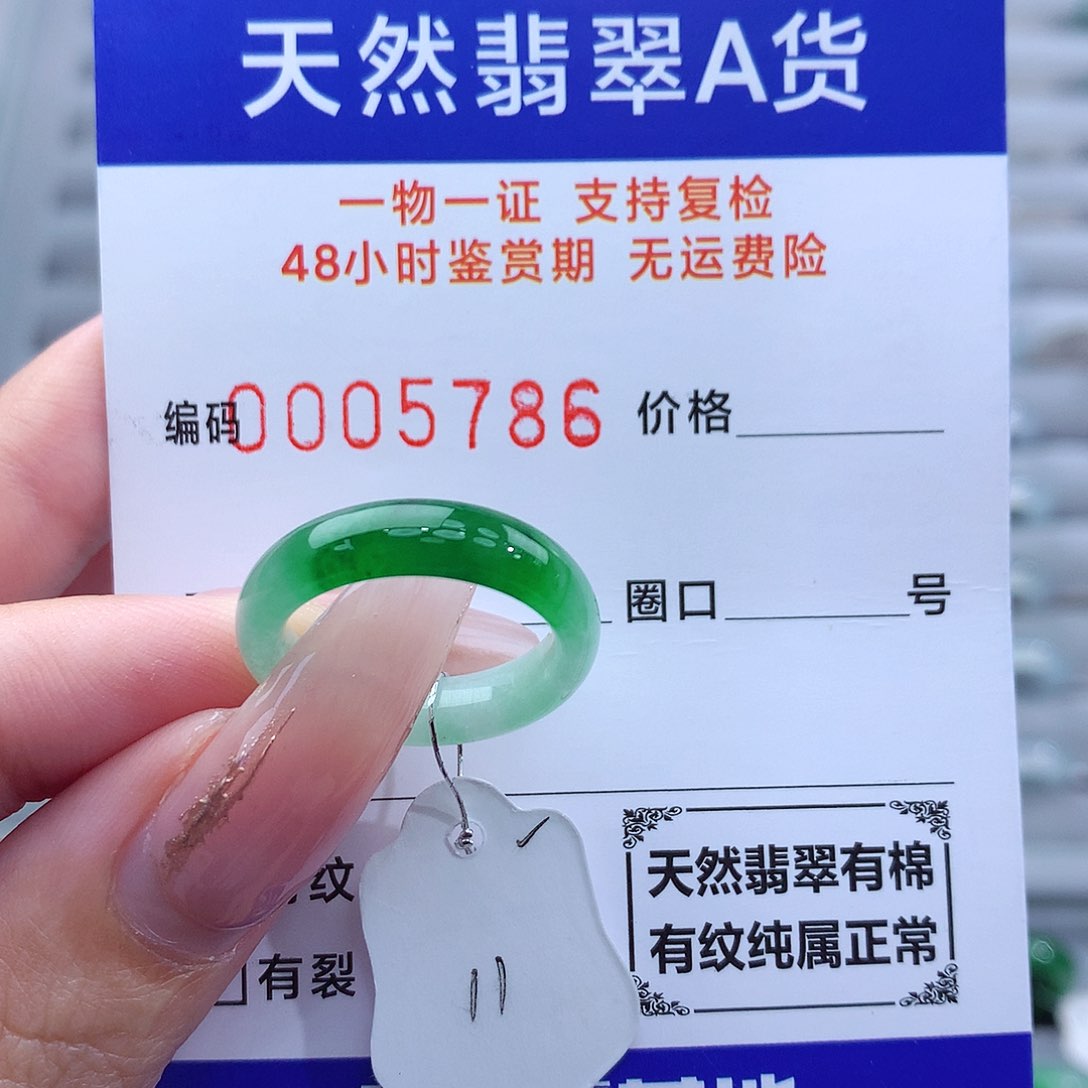 天然翡翠A货
一物一证 支持复检
48小时鉴赏期 无运费险
编码0005786 价格
圈口 号
纹
有裂
天然翡翠有棉
有纹纯属正常
11